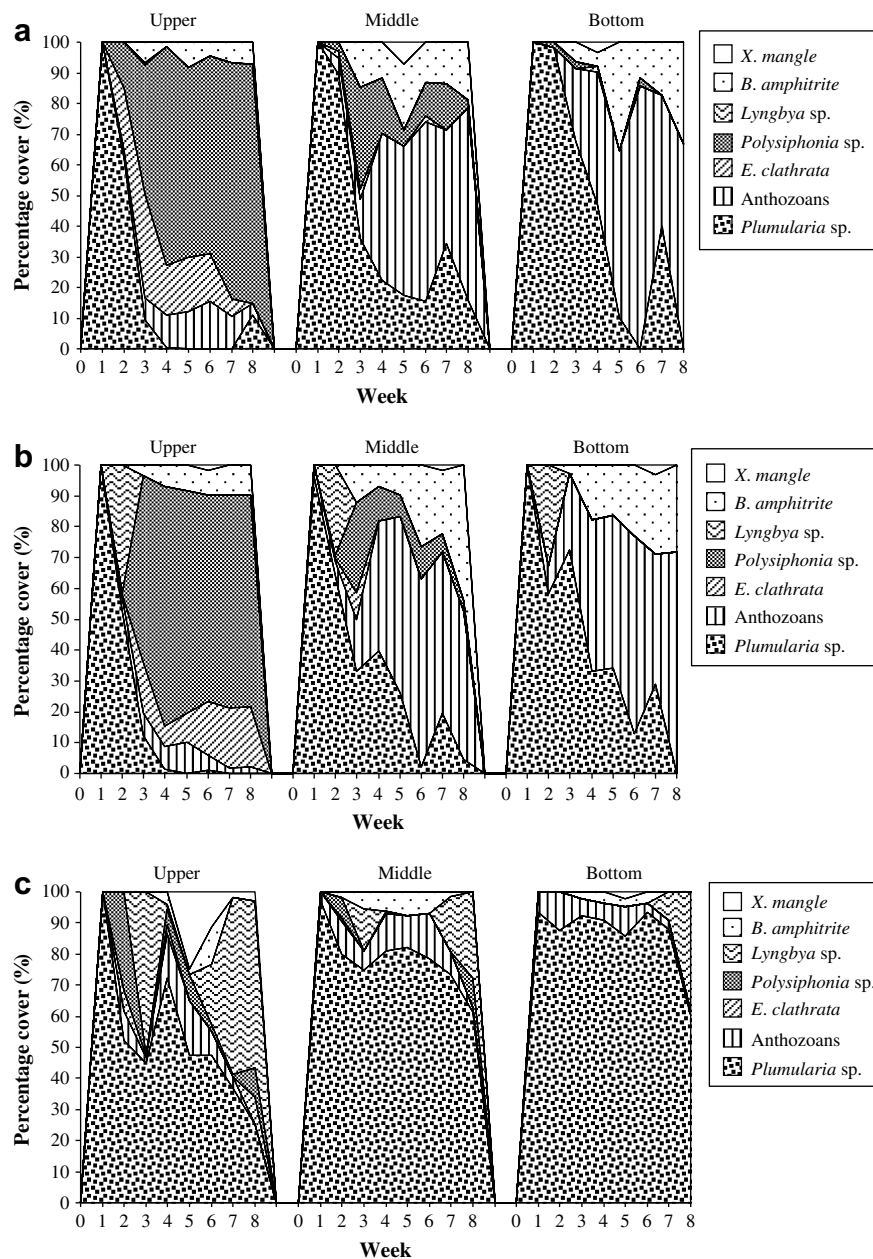 a
Upper
Middle
Bottom
Percentage cover (%)
100
90
80
70
60
50
40
30
20
10
0
0 1 2 3 4 5 6 7 8
0 1 2 3 4 5 6 7 8
0 1 2 3 4 5 6 7 8
Week
X. mangle
B. amphitrite
Lyngbya sp.
Polysiphonia sp.
E. clathrata
Anthozoans
Plumularia sp.
b
Upper
Middle
Bottom
Percentage cover (%)
100
90
80
70
60
50
40
30
20
10
0
0 1 2 3 4 5 6 7 8
0 1 2 3 4 5 6 7 8
0 1 2 3 4 5 6 7 8
Week
X. mangle
B. amphitrite
Lyngbya sp.
Polysiphonia sp.
E. clathrata
Anthozoans
Plumularia sp.
c
Upper
Middle
Bottom
Percentage cover (%)
100
90
80
70
60
50
40
30
20
10
0
0 1 2 3 4 5 6 7 8
0 1 2 3 4 5 6 7 8
0 1 2 3 4 5 6 7 8
Week
X. mangle
B. amphitrite
Lyngbya sp.
Polysiphonia sp.
E. clathrata
Anthozoans
Plumularia sp.